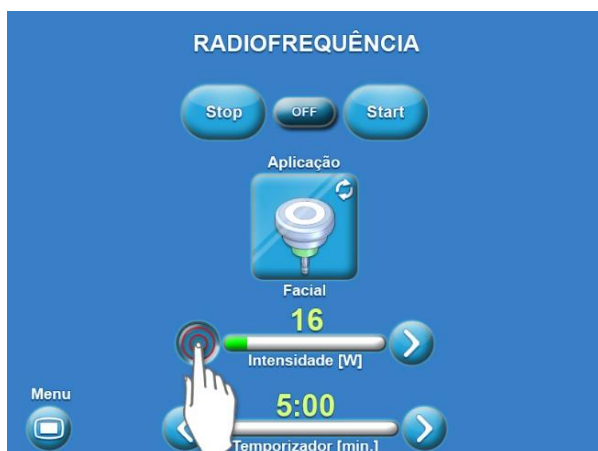 RADIOFREQUÊNCIA
Stop OFF Start
Aplicação
Facial
16
Intensidade [W]
Menu
5:00
Temporizador [min.]